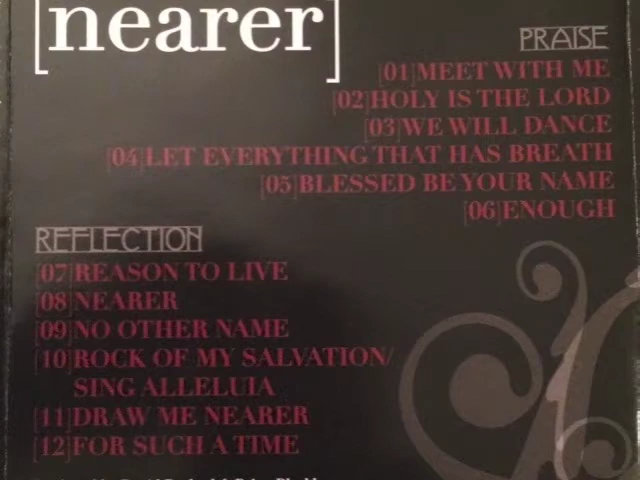 [nearer]
PRAISE
[01]MEET WITH ME
[02]HOLY IS THE LORD
[03]WE WILL DANCE
[04]LET EVERYTHING THAT HAS BREATH
[05]BLESSED BE YOUR NAME
[06]ENOUGH
REFLECTION
[07]REASON TO LIVE
[08]NEARER
[09]NO OTHER NAME
[10]ROCK OF MY SALVATION/
SING ALLELUIA
[11]DRAW ME NEARER
[12]FOR SUCH A TIME